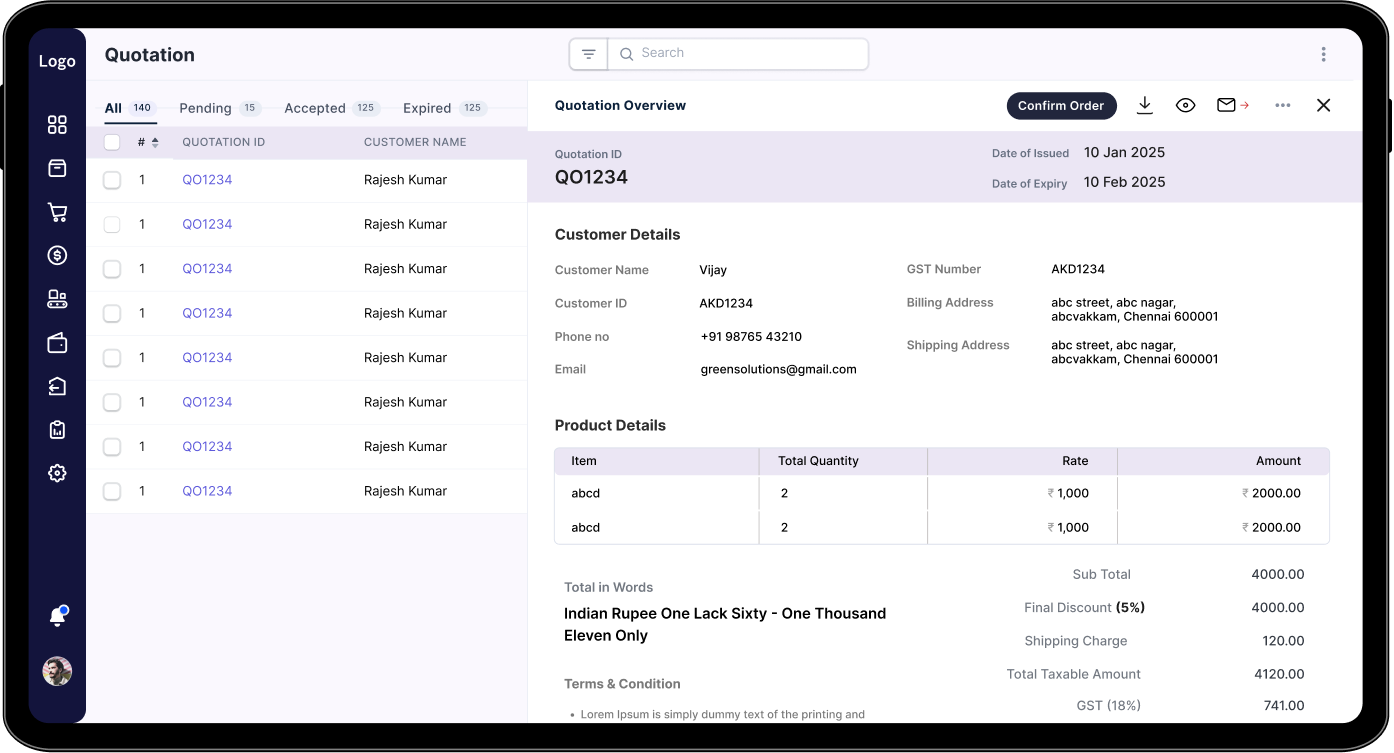 Logo
Quotation
Search
All 140 Pending 15 Accepted 125 Expired 125
# QUOTATION ID CUSTOMER NAME
1 QO1234 Rajesh Kumar
1 QO1234 Rajesh Kumar
1 QO1234 Rajesh Kumar
1 QO1234 Rajesh Kumar
1 QO1234 Rajesh Kumar
1 QO1234 Rajesh Kumar
1 QO1234 Rajesh Kumar
1 QO1234 Rajesh Kumar
Quotation Overview Confirm Order
Quotation ID
QO1234
Date of Issued 10 Jan 2025
Date of Expiry 10 Feb 2025
Customer Details
Customer Name Vijay
Customer ID AKD1234
Phone no +91 98765 43210
Email greensolutions@gmail.com
GST Number AKD1234
Billing Address abc street, abc nagar,
abcvakkam, Chennai 600001
Shipping Address abc street, abc nagar,
abcvakkam, Chennai 600001
Product Details
Item Total Quantity Rate Amount
abcd 2 ₹ 1,000 ₹ 2000.00
abcd 2 ₹ 1,000 ₹ 2000.00
Total in Words
Indian Rupee One Lack Sixty - One Thousand
Eleven Only
Terms & Condition
• Lorem Ipsum is simply dummy text of the printing and
Sub Total 4000.00
Final Discount (5%) 4000.00
Shipping Charge 120.00
Total Taxable Amount 4120.00
GST (18%) 741.00